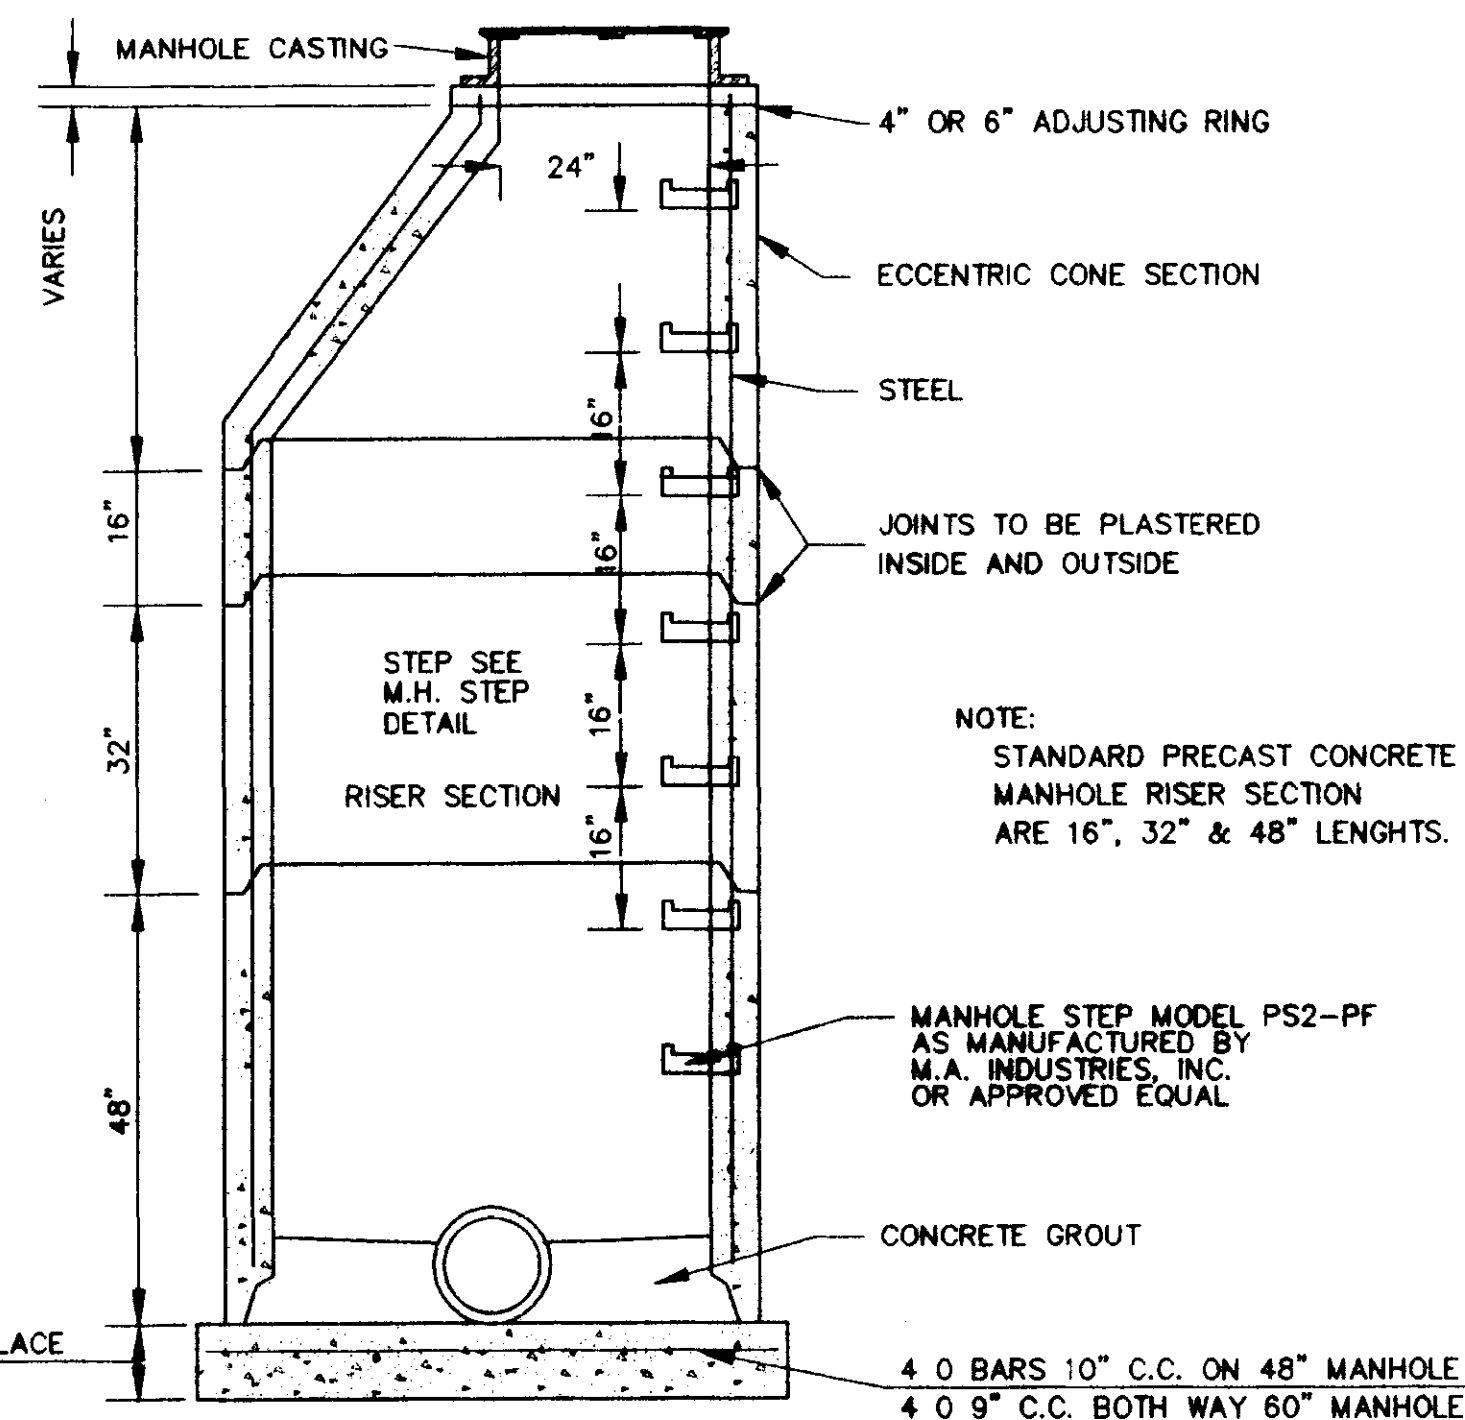 MANHOLE CASTING
4" OR 6" ADJUSTING RING
24"
VARIES
ECCENTRIC CONE SECTION
STEEL
16"
16"
JOINTS TO BE PLASTERED
INSIDE AND OUTSIDE
16"
STEP SEE
M.H. STEP
DETAIL
16"
32"
NOTE:
STANDARD PRECAST CONCRETE
MANHOLE RISER SECTION
ARE 16", 32" & 48" LENGHTS.
RISER SECTION
16"
MANHOLE STEP MODEL PS2-PF
AS MANUFACTURED BY
M.A. INDUSTRIES, INC.
OR APPROVED EQUAL
48"
CONCRETE GROUT
LACE
4 0 BARS 10" C.C. ON 48" MANHOLE
4 0 9" C.C. BOTH WAY 60" MANHOLE